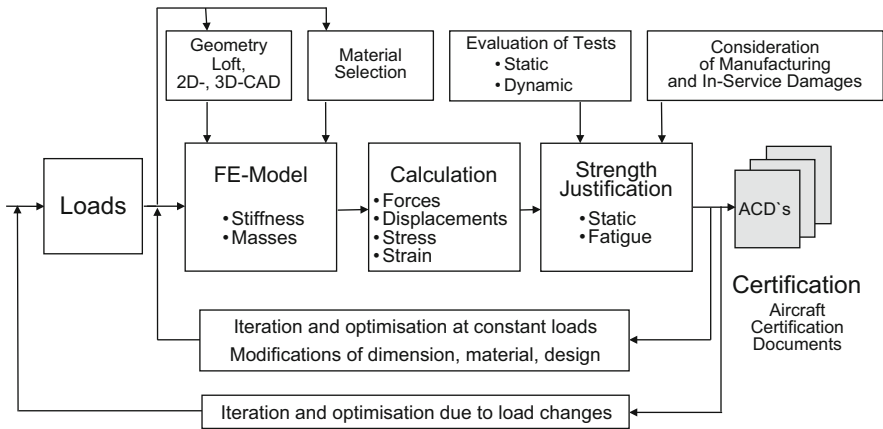 Geometry
Loft,
2D-, 3D-CAD
Material
Selection
Evaluation of Tests
• Static
• Dynamic
Consideration
of Manufacturing
and In-Service Damages
Loads
FE-Model
• Stiffness
• Masses
Calculation
• Forces
• Displacements
• Stress
• Strain
Strength
Justification
• Static
• Fatigue
ACD`s
Certification
Aircraft
Certification
Documents
Iteration and optimisation at constant loads
Modifications of dimension, material, design
Iteration and optimisation due to load changes